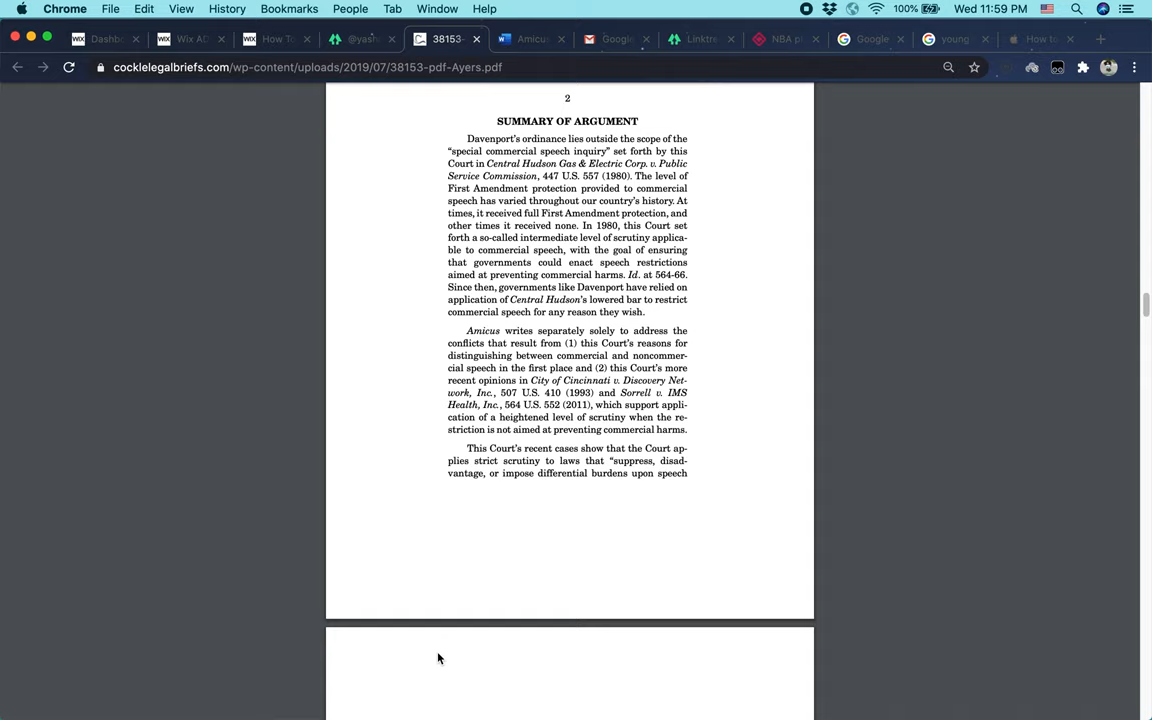 Chrome File Edit View History Bookmarks People Tab Window Help 100% Wed 11:59 PM
Dashb Wix AD How To @yash 38153- Amicus Google Linktre NBA p Google young How to
cocklelegalbriefs.com/wp-content/uploads/2019/07/38153-pdf-Ayers.pdf
2
SUMMARY OF ARGUMENT
Davenport's ordinance lies outside the scope of the
“special commercial speech inquiry” set forth by this
Court in Central Hudson Gas & Electric Corp. v. Public
Service Commission, 447 U.S. 557 (1980). The level of
First Amendment protection provided to commercial
speech has varied throughout our country's history. At
times, it received full First Amendment protection, and
other times it received none. In 1980, this Court set
forth a so-called intermediate level of scrutiny applica-
ble to commercial speech, with the goal of ensuring
that governments could enact speech restrictions
aimed at preventing commercial harms. Id. at 564-66.
Since then, governments like Davenport have relied on
application of Central Hudson's lowered bar to restrict
commercial speech for any reason they wish.
Amicus writes separately solely to address the
conflicts that result from (1) this Court's reasons for
distinguishing between commercial and noncommer-
cial speech in the first place and (2) this Court's more
recent opinions in City of Cincinnati v. Discovery Net-
work, Inc., 507 U.S. 410 (1993) and Sorrell v. IMS
Health, Inc., 564 U.S. 552 (2011), which support appli-
cation of a heightened level of scrutiny when the re-
striction is not aimed at preventing commercial harms.
This Court's recent cases show that the Court ap-
plies strict scrutiny to laws that “suppress, disad-
vantage, or impose differential burdens upon speech